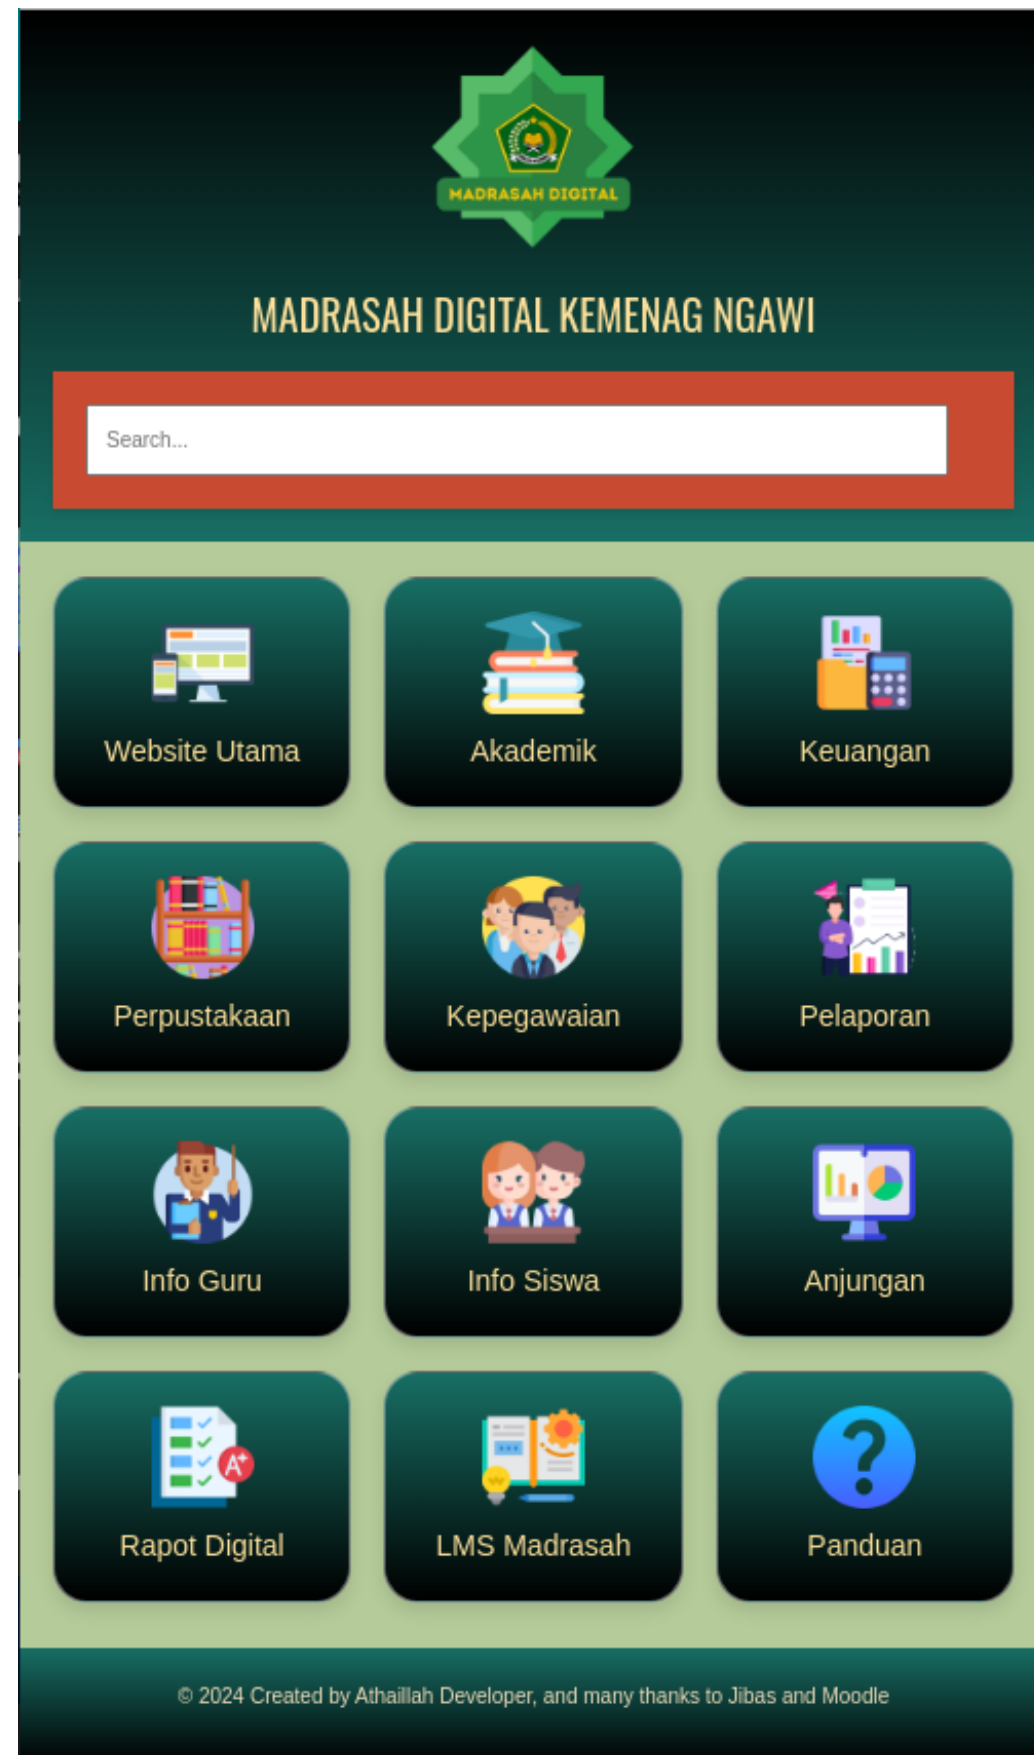 MADRASAH DIGITAL
MADRASAH DIGITAL KEMENAG NGAWI
Search...
Website Utama
Akademik
Keuangan
Perpustakaan
Kepegawaian
Pelaporan
Info Guru
Info Siswa
Anjungan
A+
Rapot Digital
LMS Madrasah
?
Panduan
© 2024 Created by Athaillah Developer, and many thanks to Jibas and Moodle